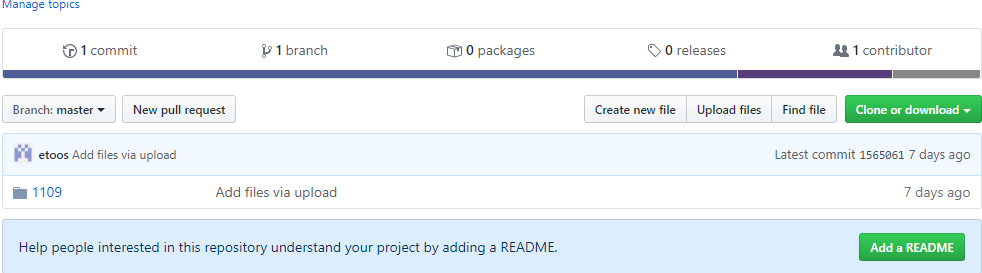 Manage topics
1 commit 1 branch 0 packages 0 releases 1 contributor
Branch: master New pull request Create new file Upload files Find file Clone or download
etoos Add files via upload Latest commit 1565061 7 days ago
1109 Add files via upload 7 days ago
Help people interested in this repository understand your project by adding a README. Add a README